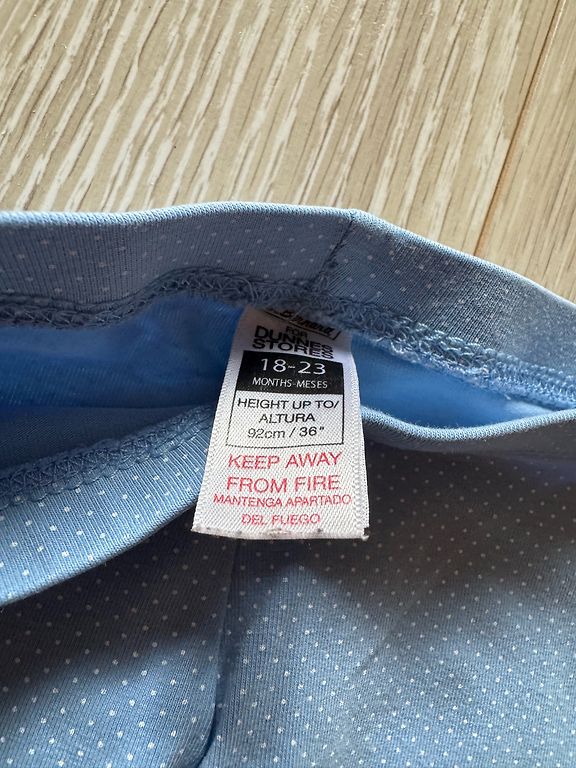 FOR
DUNNES
STORES
18-23
MONTHS-MESES
HEIGHT UP TO/
ALTURA
92cm / 36"
KEEP AWAY
FROM FIRE
MANTENGA APARTADO
DEL FUEGO